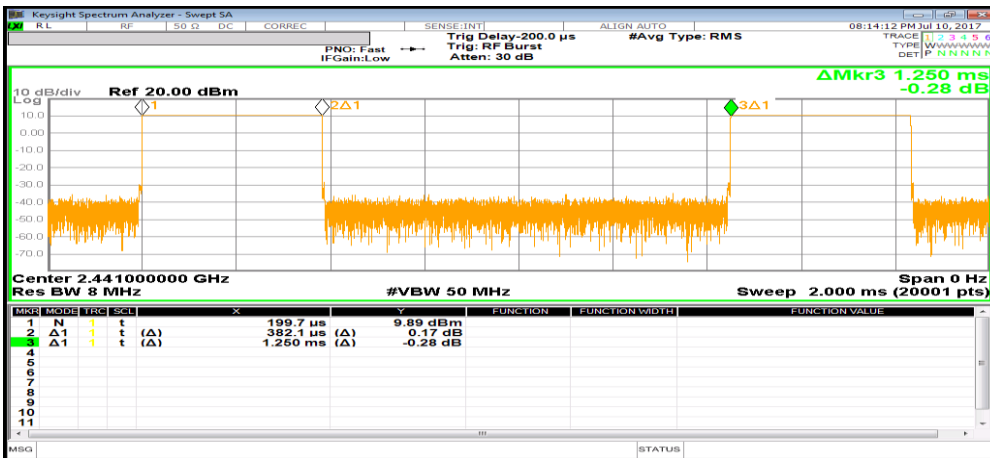 Keysight Spectrum Analyzer - Swept SA
LXI RL RF 50 Ω DC CORREC SENSE:INT ALIGN AUTO 08:14:12 PM Jul 10, 2017
Trig Delay-200.0 µs #Avg Type: RMS TRACE 1 2 3 4 5 6
PNO: Fast Trig: RF Burst TYPE WWWWWW
IFGain:Low Atten: 30 dB DET P N N N N N
ΔMkr3 1.250 ms
10 dB/div Ref 20.00 dBm -0.28 dB
Log
1 2Δ1 3Δ1
10.0
0.00
-10.0
-20.0
-30.0
-40.0
-50.0
-60.0
-70.0
Center 2.441000000 GHz Span 0 Hz
Res BW 8 MHz #VBW 50 MHz Sweep 2.000 ms (20001 pts)
MKR MODE TRC SCL X Y FUNCTION FUNCTION WIDTH FUNCTION VALUE
1 N 1 t 199.7 µs 9.89 dBm
2 Δ1 1 t (Δ) 382.1 µs (Δ) 0.17 dB
3 Δ1 1 t (Δ) 1.250 ms (Δ) -0.28 dB
4
5
6
7
8
9
10
11
MSG STATUS